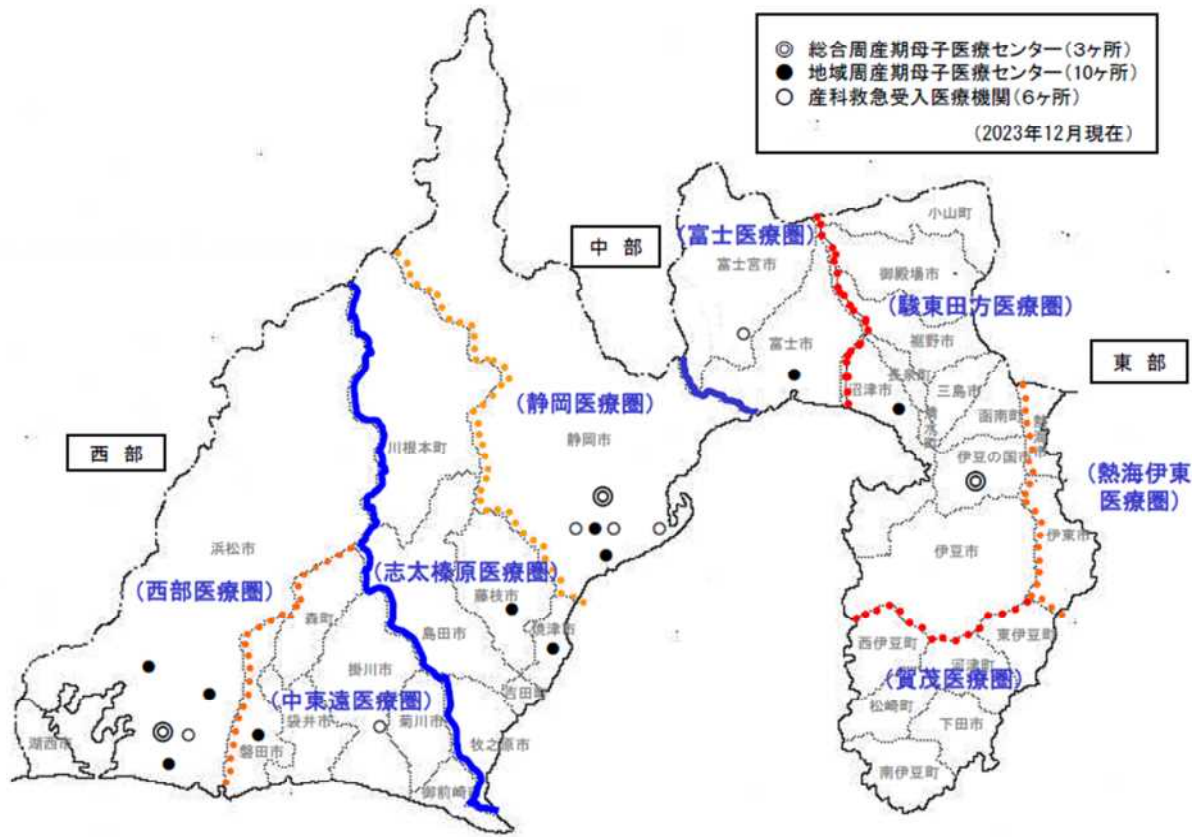 ◎ 総合周産期母子医療センター(3ヶ所)
● 地域周産期母子医療センター(10ヶ所)
○ 産科救急受入医療機関(6ヶ所)
(2023年12月現在)
中 部
(富士医療圏)
小山町
富士宮市
御殿場市
(駿東田方医療圏)
裾野市
富士市
東 部
長泉町
沼津市
三島市
清水町
函南町
熱海市
(静岡医療圏)
静岡市
川根本町
西 部
伊豆の国市
(熱海伊東
医療圏)
伊東市
伊豆市
浜松市
(西部医療圏)
(志太榛原医療圏)
藤枝市
焼津市
森町
島田市
西伊豆町
東伊豆町
河津町
(賀茂医療圏)
掛川市
(中東遠医療圏)
吉田町
松崎町
下田市
袋井市
菊川市
湖西市
磐田市
牧之原市
南伊豆町
御前崎市